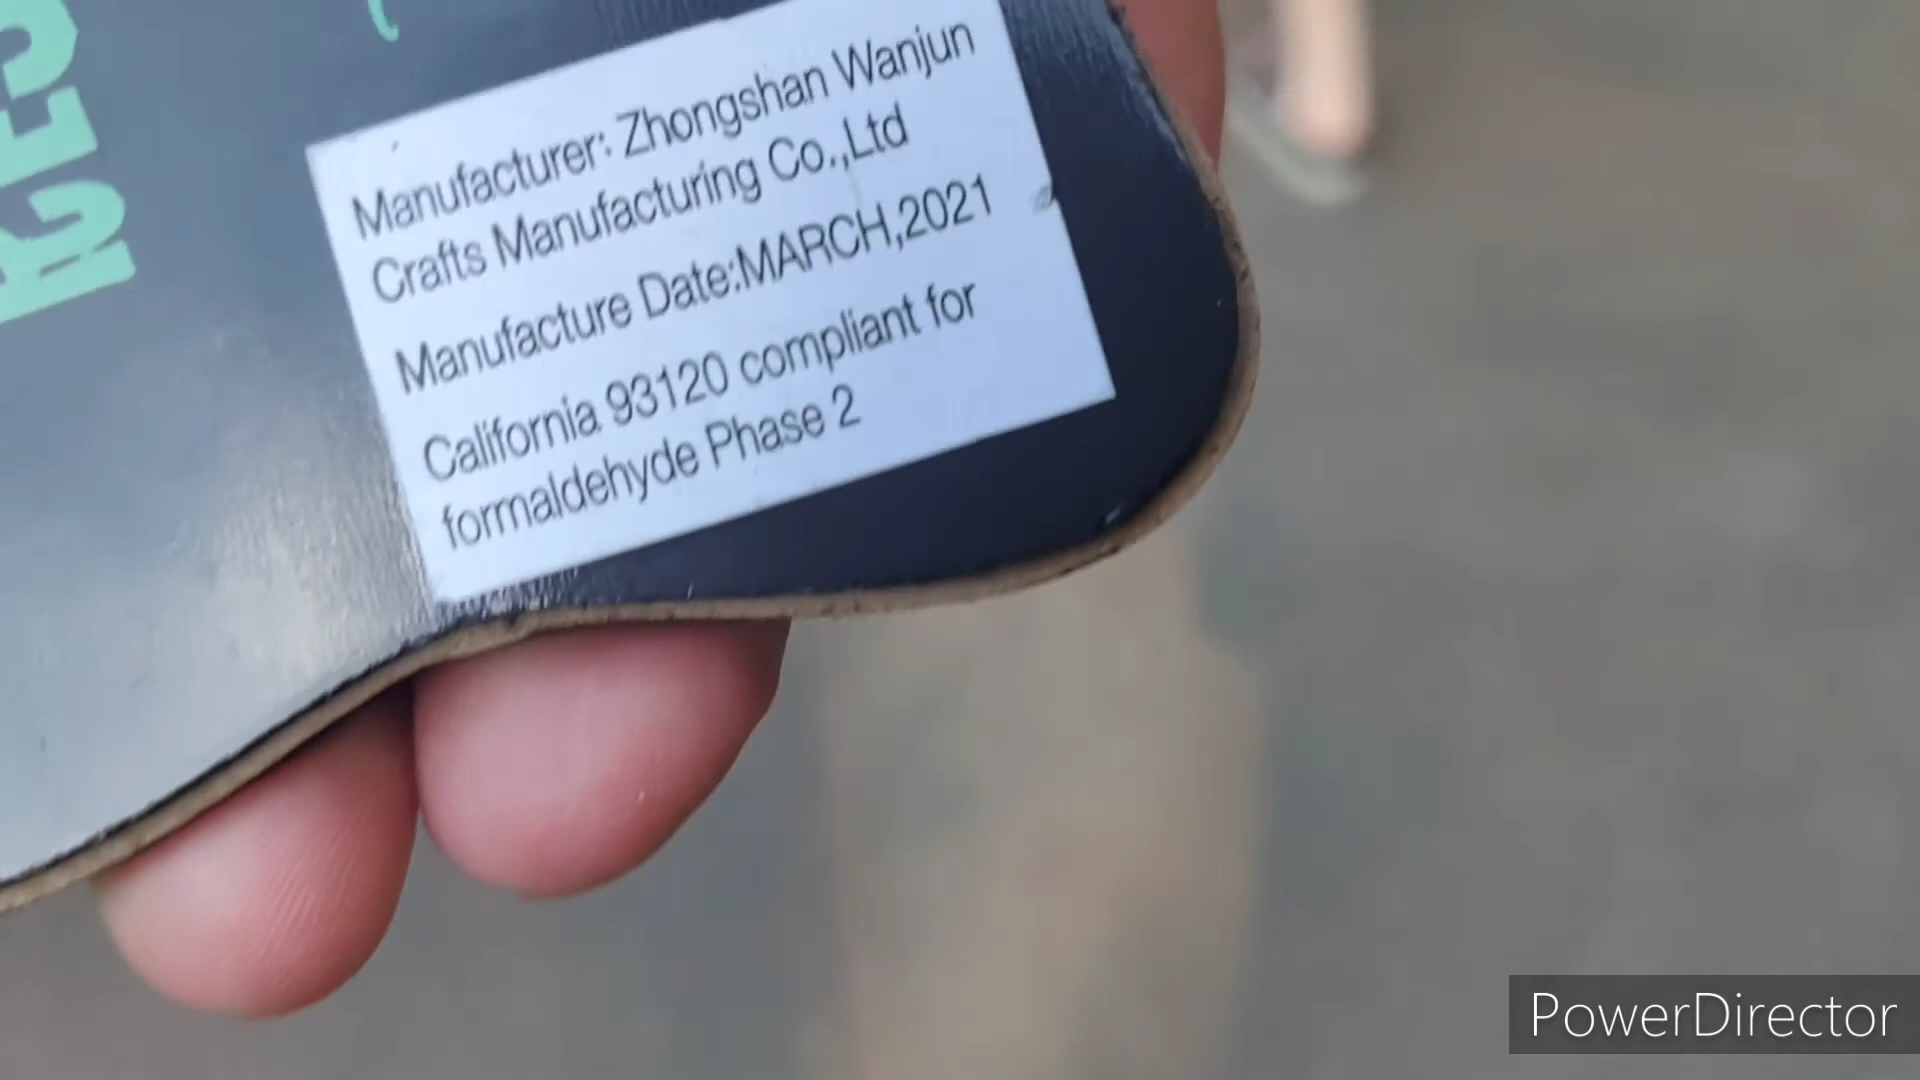 Manufacturer: Zhongshan Wanjun
Crafts Manufacturing Co.,Ltd
Manufacture Date:MARCH,2021
California 93120 compliant for
formaldehyde Phase 2
PowerDirector